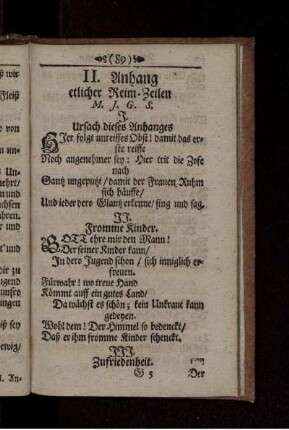 (89)
II. Anhang
etlicher Reim-Zeilen
M. J. G. S.
I.
Ursach dieses Anhanges
HIer folgt unreiffes Obst! damit das er-
ste reiffe
Noch angenehmer sey: Hier trit die Zofe
nach
Gantz ungeputzt/ damit der Frauen Ruhm
sich häuffe/
Und ieder dero Glantz erkenne/ sing und sag.
II.
Fromme Kinder.
GOTT ehre mir den Mann!
Der seiner Kinder kann/
In dero Jugend schon/ sich inniglich er-
freuen.
Fürwahr! wo treue Hand
Kömmt auff ein gutes Land/
Da wächst es schön; kein Unkraut kann
gedeyen.
Wohl dem! Der Himmel so bedenckt/
Daß er ihm fromme Kinder schenckt.
III.
Zufriedenheit.
G 5
Der